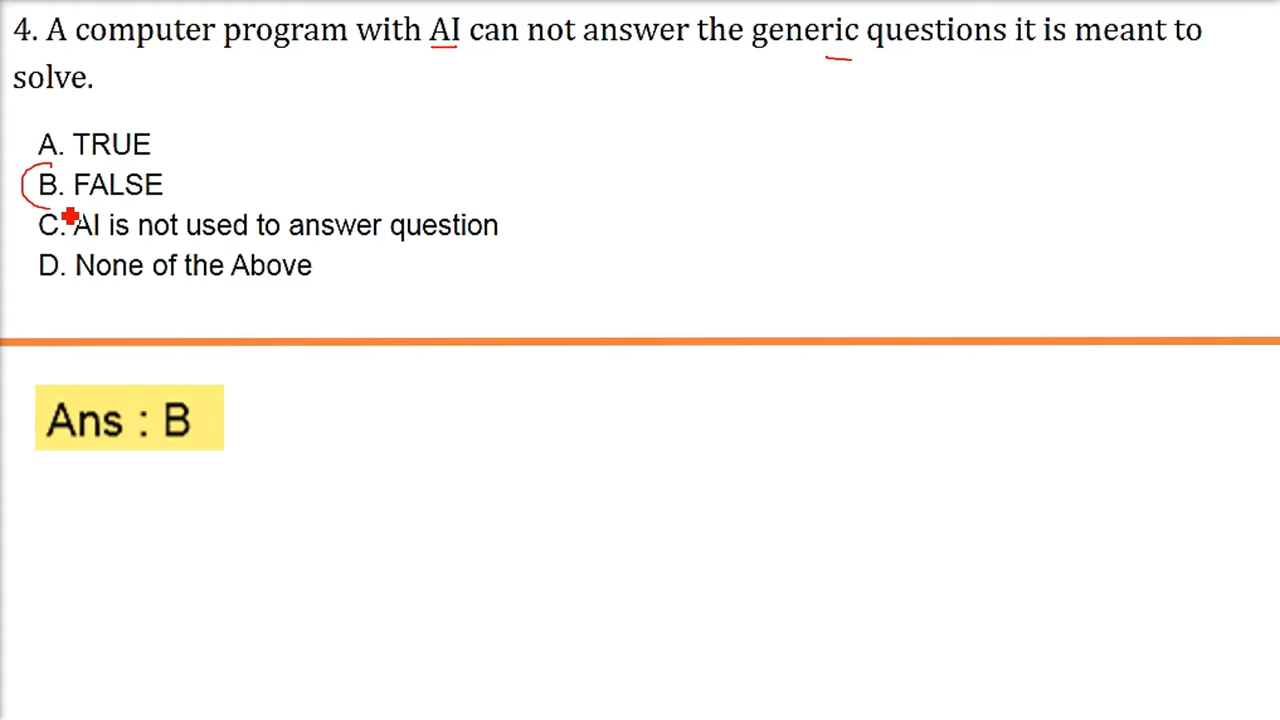 4. A computer program with AI can not answer the generic questions it is meant to
solve.
A. TRUE
B. FALSE
C. AI is not used to answer question
D. None of the Above
Ans : B